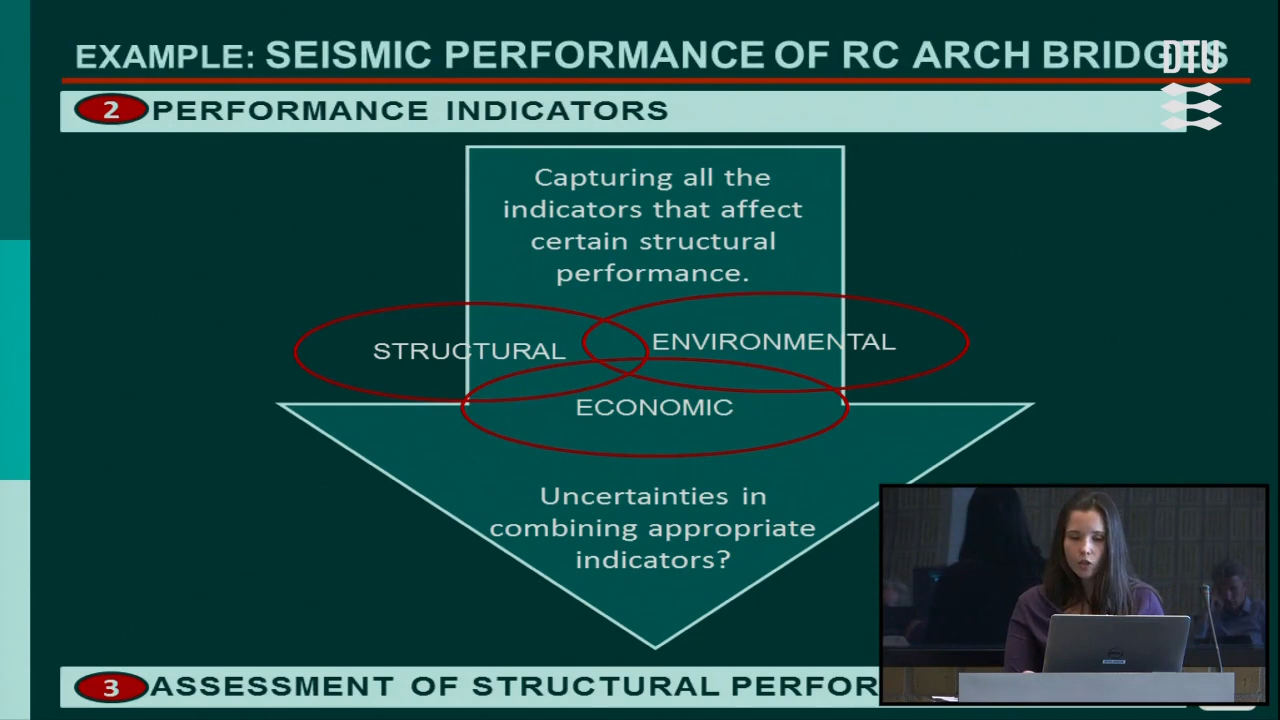 EXAMPLE: SEISMIC PERFORMANCE OF RC ARCH BRIDGES
DTU
2 PERFORMANCE INDICATORS
Capturing all the
indicators that affect
certain structural
performance.
STRUCTURAL
ENVIRONMENTAL
ECONOMIC
Uncertainties in
combining appropriate
indicators?
3 ASSESSMENT OF STRUCTURAL PERFOR